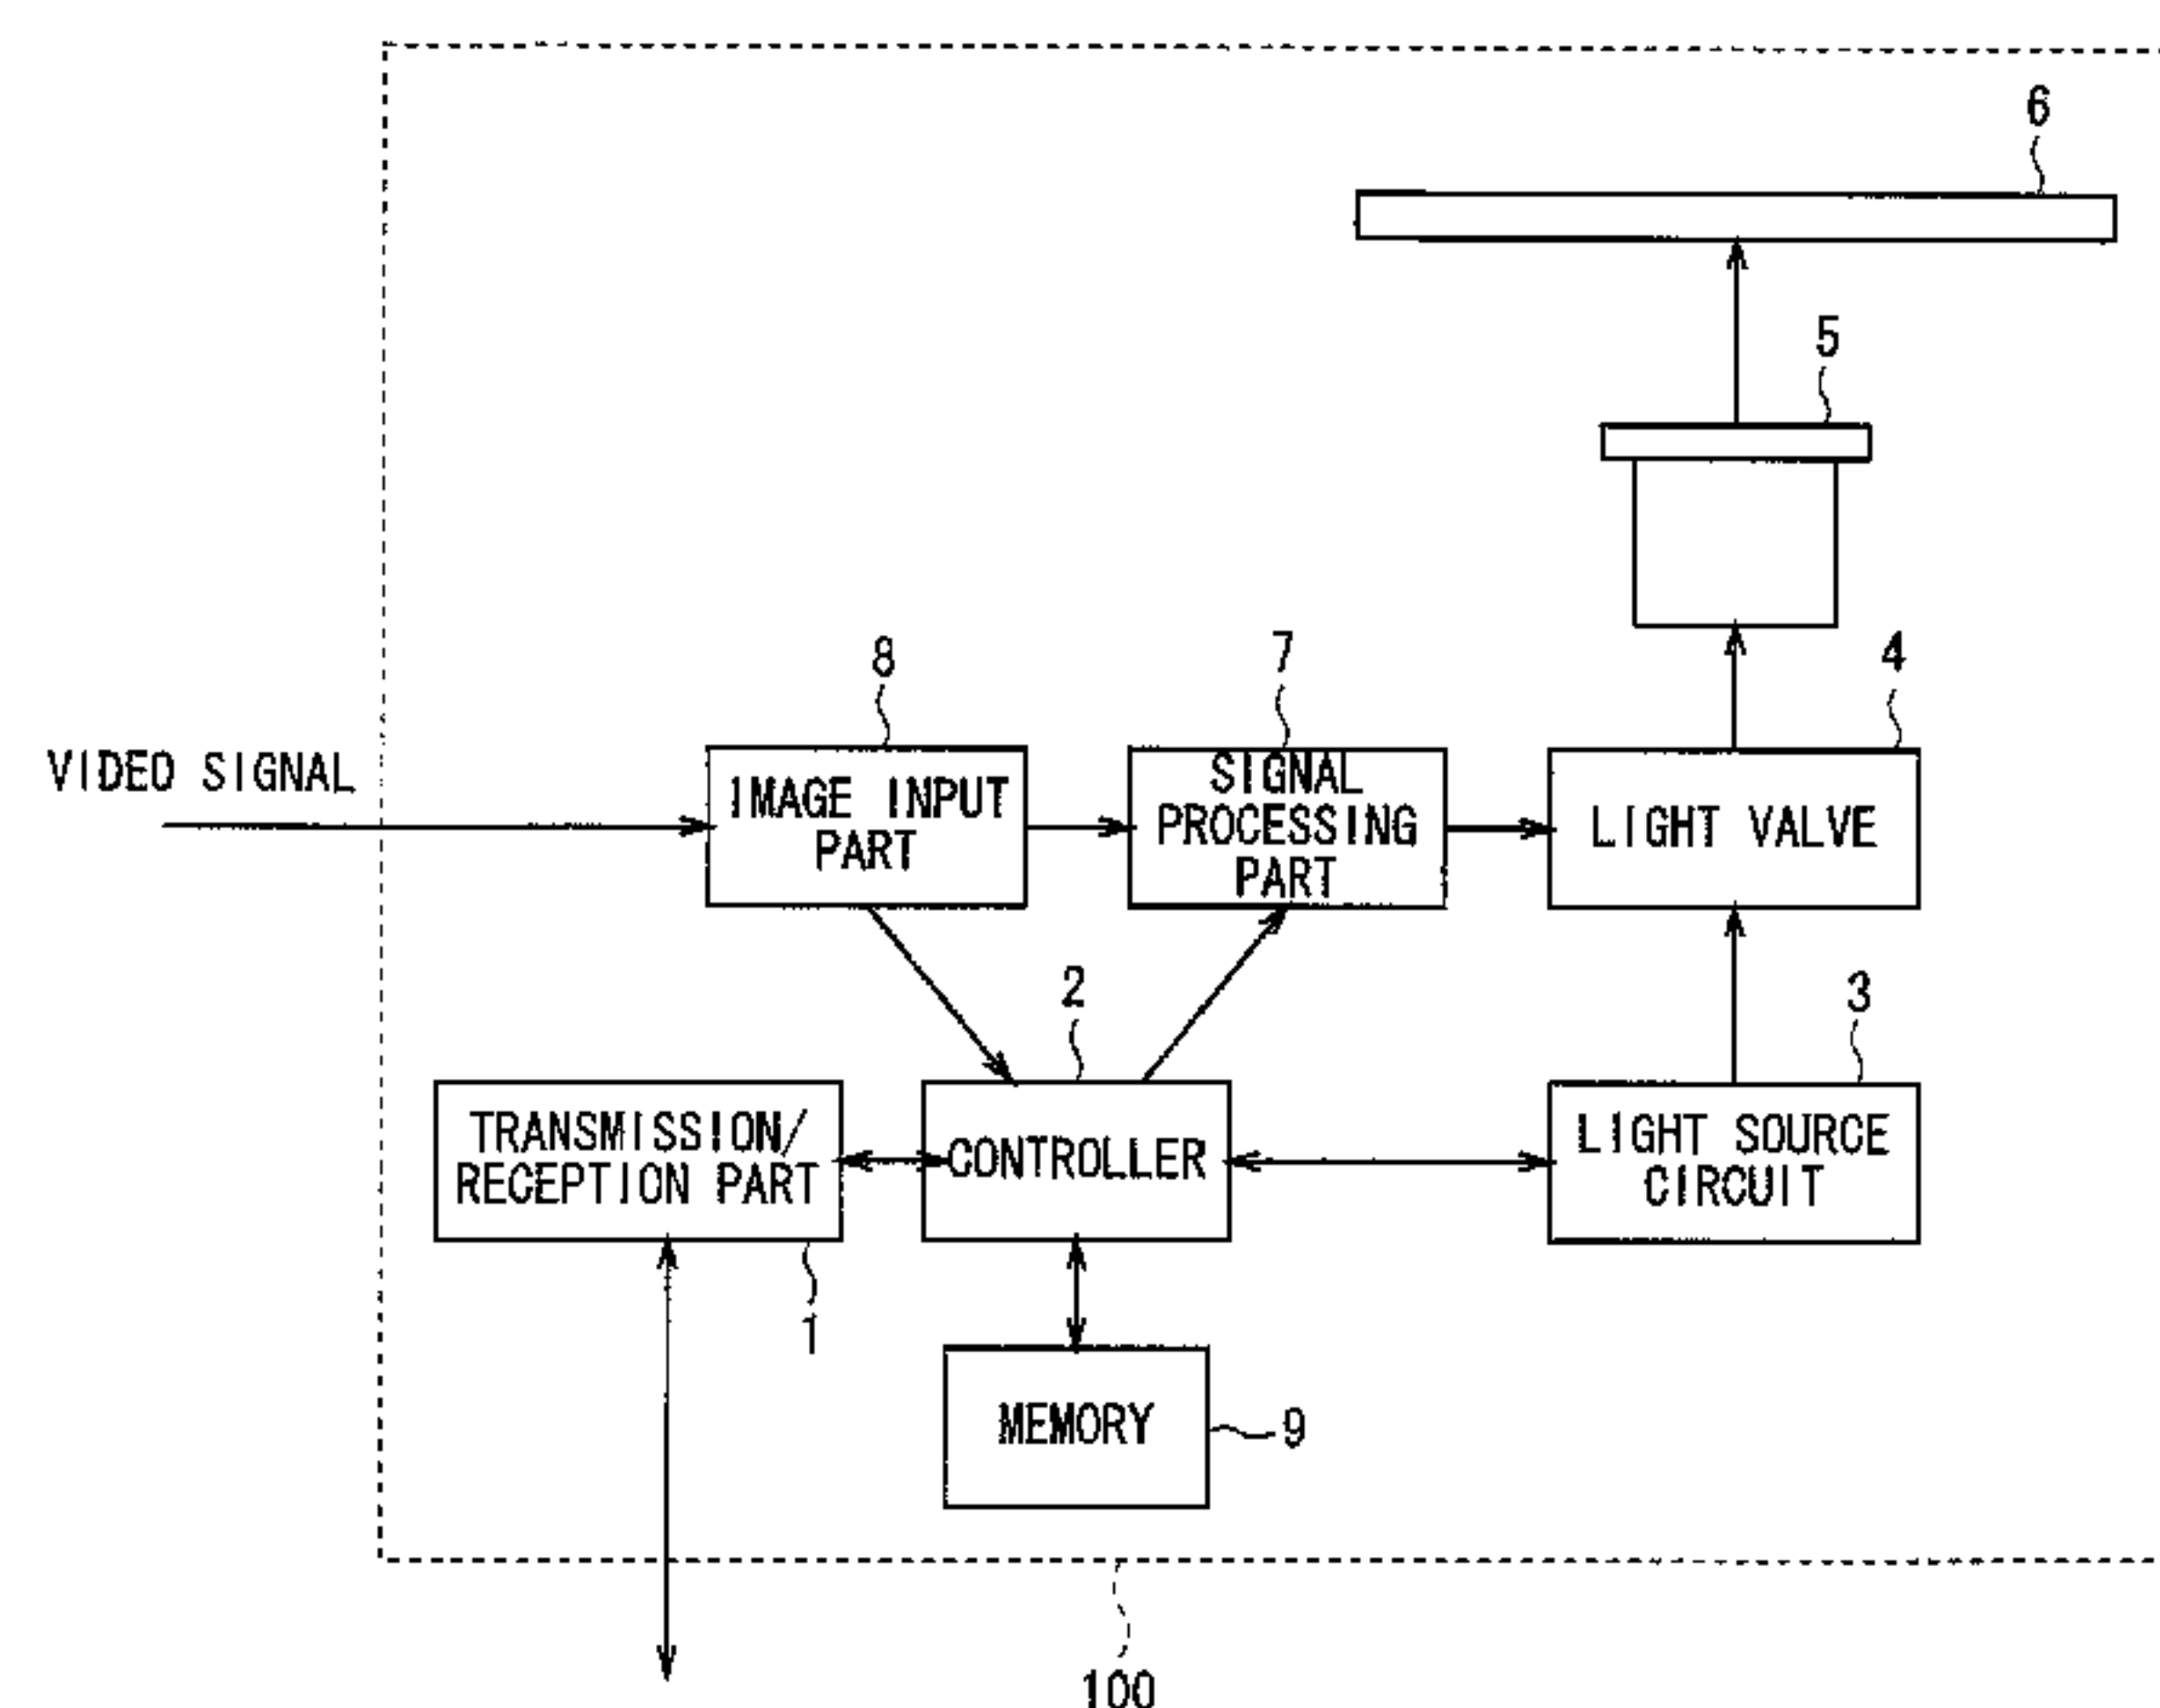 6
5
8
7
4
VIDEO SIGNAL
IMAGE INPUT
PART
SIGNAL
PROCESSING
PART
LIGHT VALVE
2
3
TRANSMISSION/
RECEPTION PART
CONTROLLER
LIGHT SOURCE
CIRCUIT
1
MEMORY
9
100